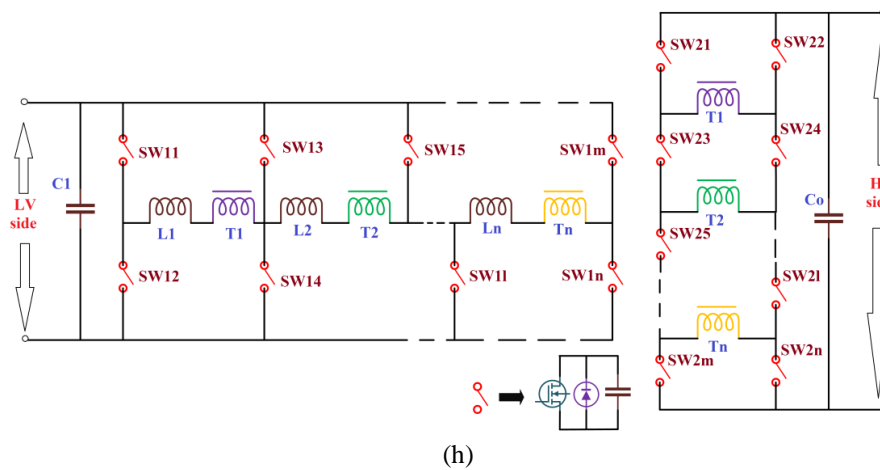 SW21
SW22
T1
SW11
SW13
SW15
SW1m
SW23
SW24
C1
LV
side
L1
T1
L2
T2
Ln
Tn
T2
Co
SW25
SW12
SW14
SW1l
SW1n
SW2l
Tn
SW2m
SW2n
(h)